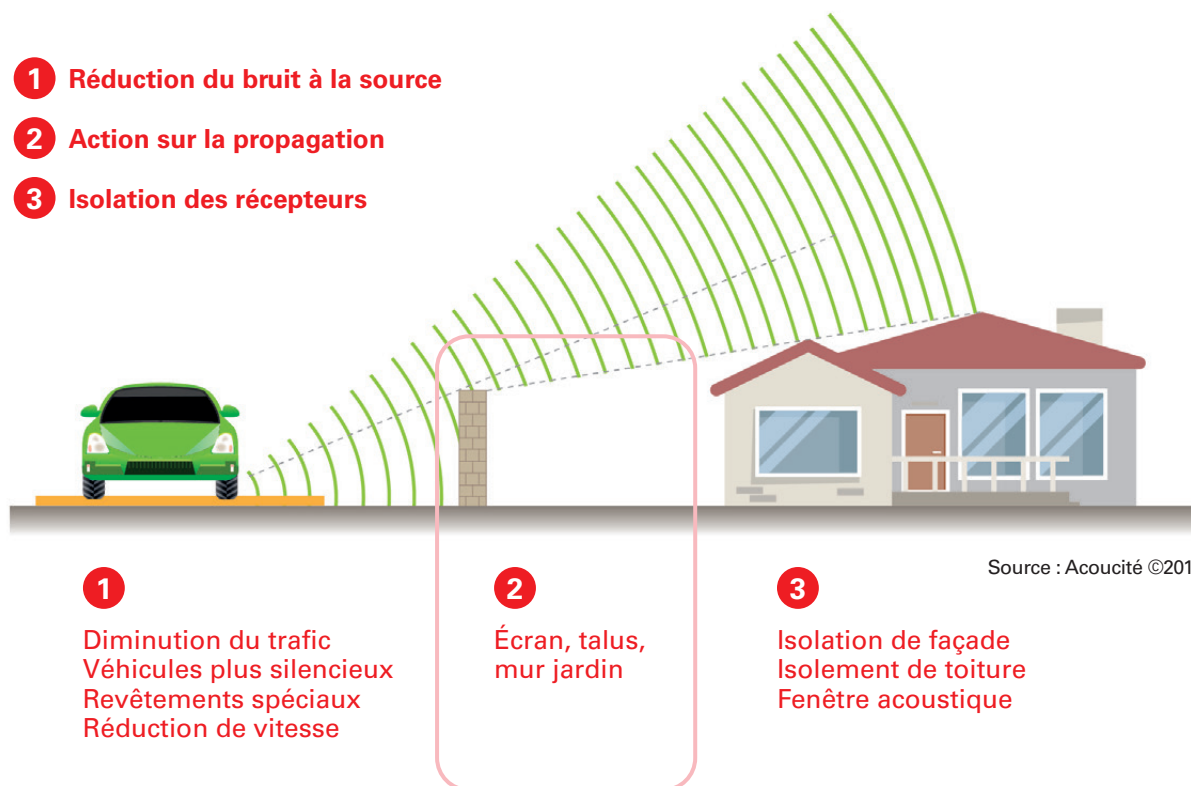 1 Réduction du bruit à la source
2 Action sur la propagation
3 Isolation des récepteurs
Source : Acoucité ©201
1
Diminution du trafic
Véhicules plus silencieux
Revêtements spéciaux
Réduction de vitesse
2
Écran, talus,
mur jardin
3
Isolation de façade
Isolement de toiture
Fenêtre acoustique